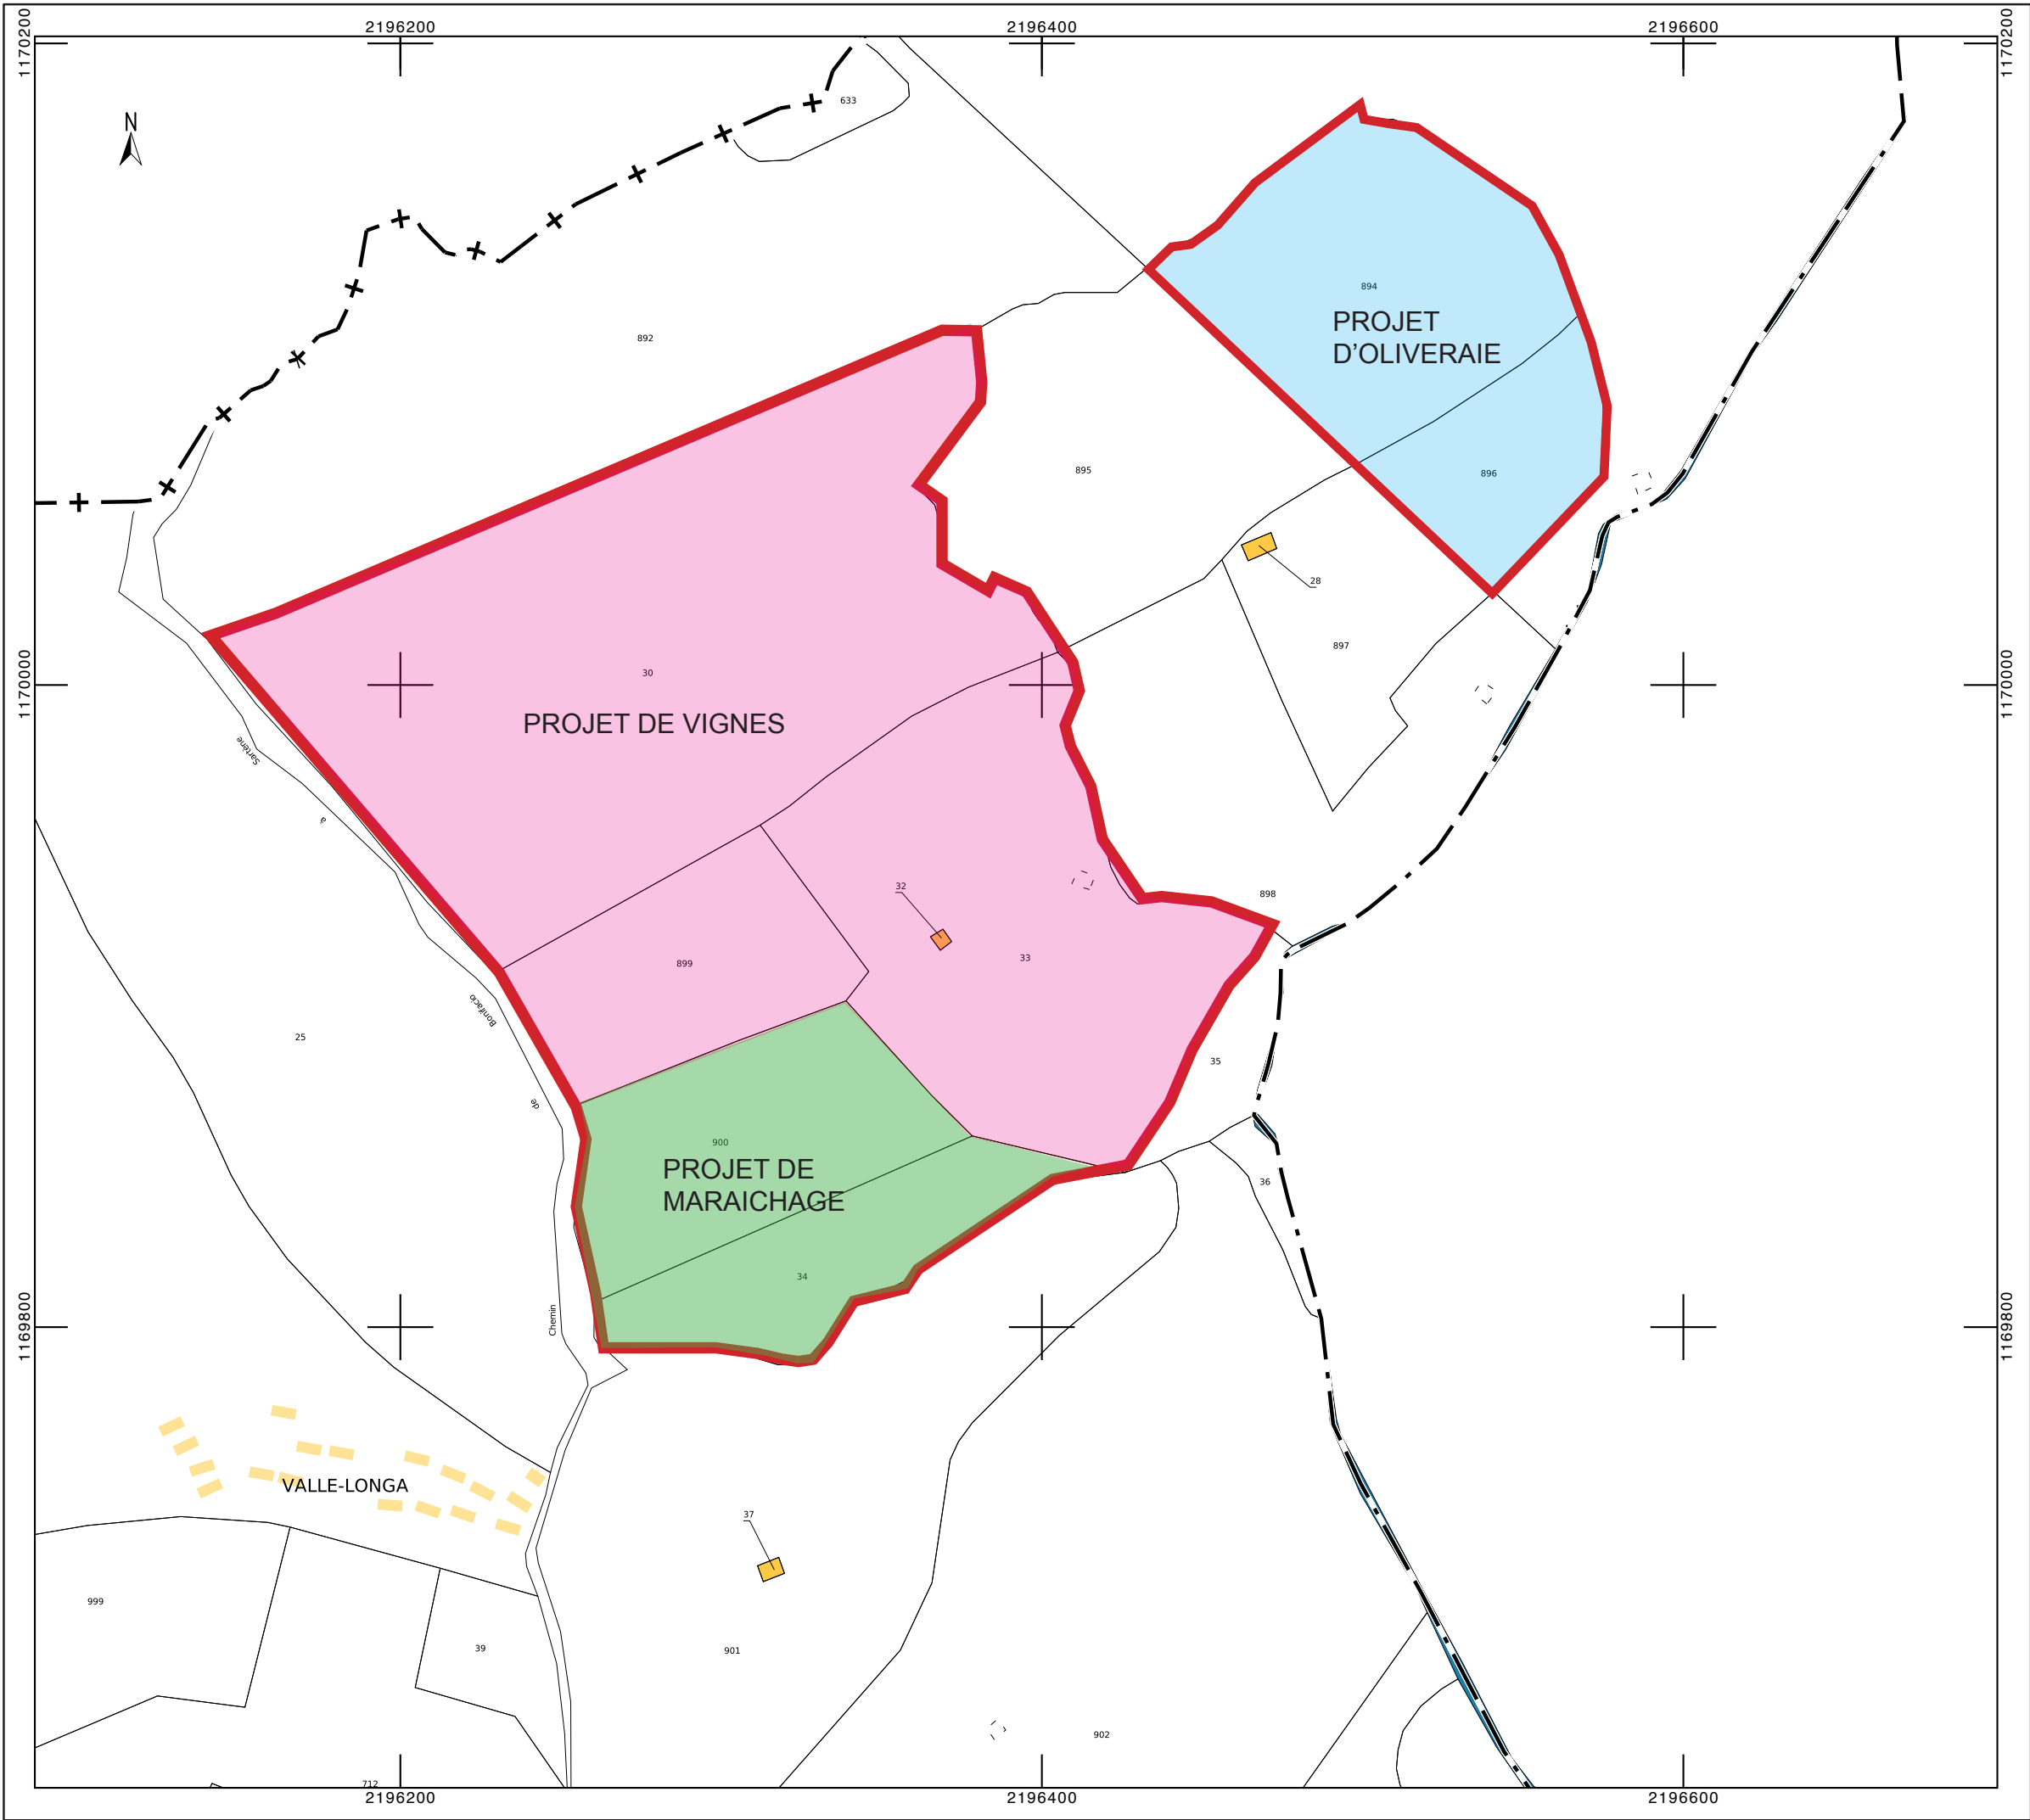 2196200
2196400
2196600
1170200
1170200
N
633
894
PROJET
D’OLIVERAIE
892
895
896
28
897
1170000
1170000
30
PROJET DE VIGNES
Sartène
à
32
898
33
899
Bonifacio
25
35
de
900
PROJET DE
MARAICHAGE
36
34
Chemin
1169800
1169800
VALLE-LONGA
37
999
39
901
902
712
2196200
2196400
2196600